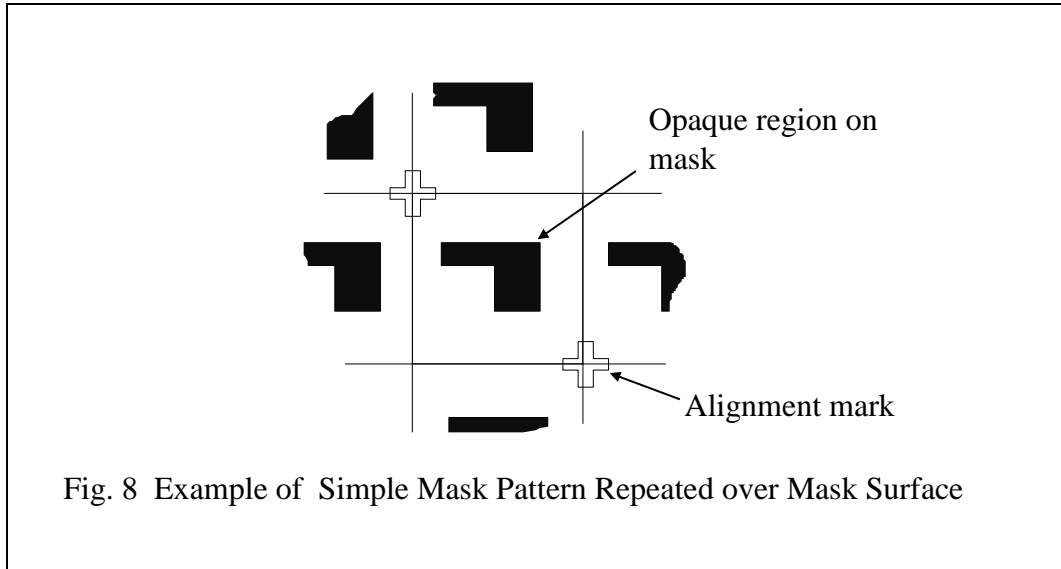 Opaque region on
mask
Alignment mark
Fig. 8  Example of  Simple Mask Pattern Repeated over Mask Surface